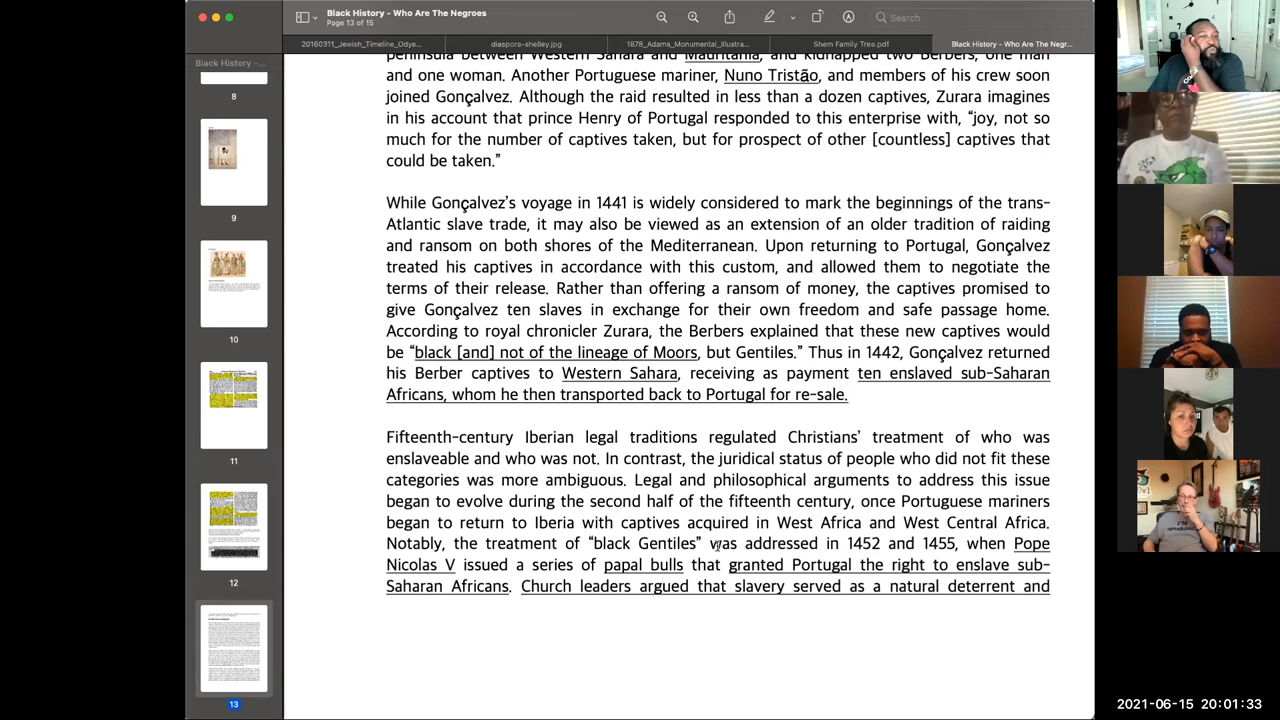 Black History - Who Are The Negroes
Page 13 of 15
Search
20160311_Jewish_Timeline_Odye...
diaspora-shelley.jpg
1878_Adams_Monumental_Illustra...
Shem Family Tree.pdf
Black History - Who Are The Negr...
Black History -...
8
9
10
11
12
13
peninsula between Western Sahara and Mauritania, and kidnapped two Berbers, one man
and one woman. Another Portuguese mariner, Nuno Tristão, and members of his crew soon
joined Gonçalvez. Although the raid resulted in less than a dozen captives, Zurara imagines
in his account that prince Henry of Portugal responded to this enterprise with, “joy, not so
much for the number of captives taken, but for prospect of other [countless] captives that
could be taken.”
While Gonçalvez’s voyage in 1441 is widely considered to mark the beginnings of the trans-
Atlantic slave trade, it may also be viewed as an extension of an older tradition of raiding
and ransom on both shores of the Mediterranean. Upon returning to Portugal, Gonçalvez
treated his captives in accordance with this custom, and allowed them to negotiate the
terms of their release. Rather than offering a ransom of money, the captives promised to
give Gonçalvez ten slaves in exchange for their own freedom and safe passage home.
According to royal chronicler Zurara, the Berbers explained that these new captives would
be “black [and] not of the lineage of Moors, but Gentiles.” Thus in 1442, Gonçalvez returned
his Berber captives to Western Sahara, receiving as payment ten enslaved sub-Saharan
Africans, whom he then transported back to Portugal for re-sale.
Fifteenth-century Iberian legal traditions regulated Christians’ treatment of who was
enslaveable and who was not. In contrast, the juridical status of people who did not fit these
categories was more ambiguous. Legal and philosophical arguments to address this issue
began to evolve during the second half of the fifteenth century, once Portuguese mariners
began to return to Iberia with captives acquired in West Africa and West Central Africa.
Notably, the treatment of “black Gentiles” was addressed in 1452 and 1455, when Pope
Nicolas V issued a series of papal bulls that granted Portugal the right to enslave sub-
Saharan Africans. Church leaders argued that slavery served as a natural deterrent and
I'M
speaking
2021-06-15 20:01:33